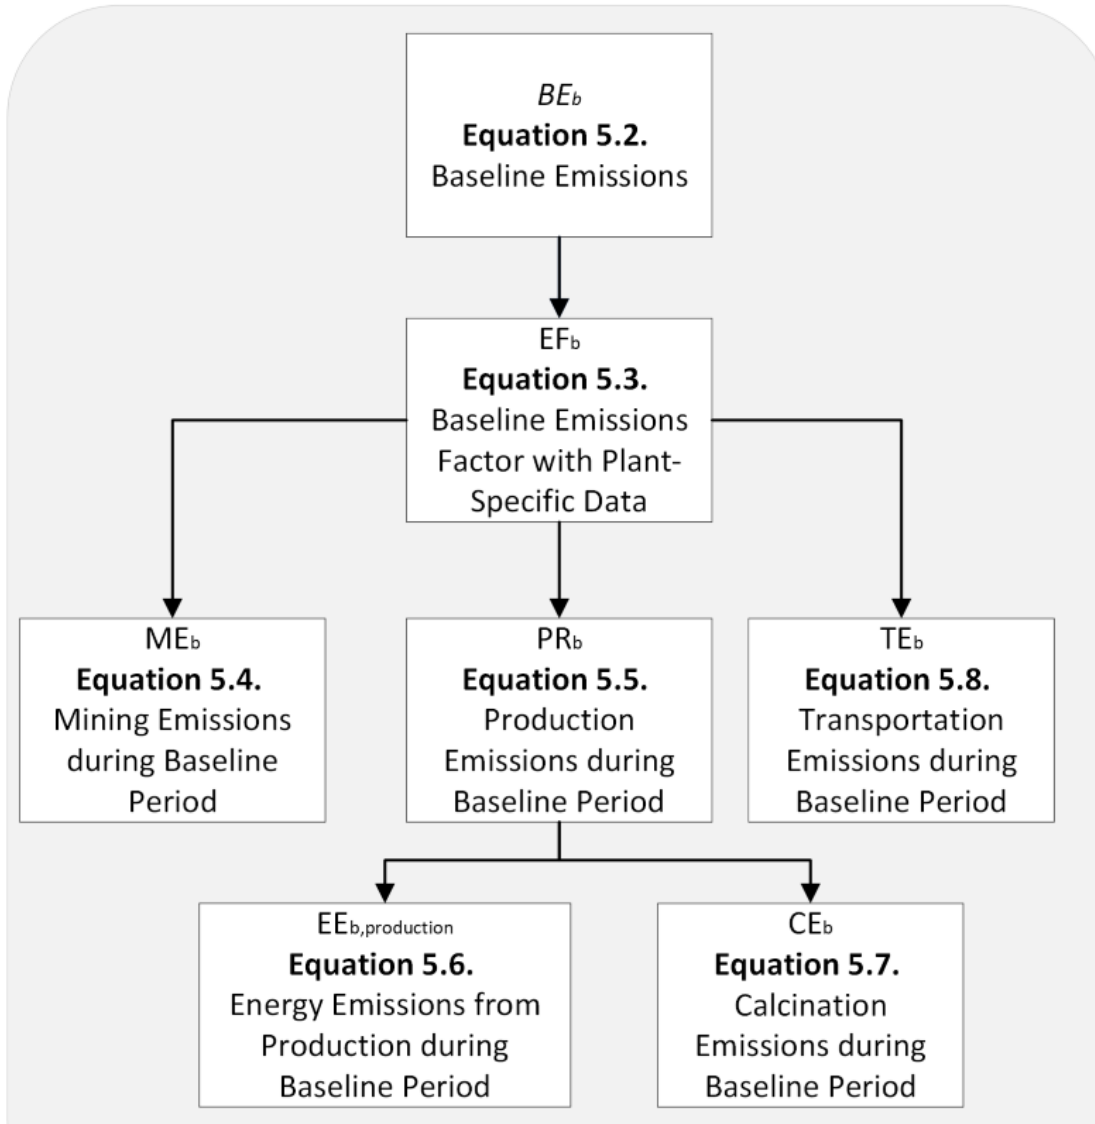 BEb
Equation 5.2.
Baseline Emissions
EFb
Equation 5.3.
Baseline Emissions
Factor with Plant-
Specific Data
MEb
Equation 5.4.
Mining Emissions
during Baseline
Period
PRb
Equation 5.5.
Production
Emissions during
Baseline Period
TEb
Equation 5.8.
Transportation
Emissions during
Baseline Period
EEb,production
Equation 5.6.
Energy Emissions from
Production during
Baseline Period
CEb
Equation 5.7.
Calcination
Emissions during
Baseline Period